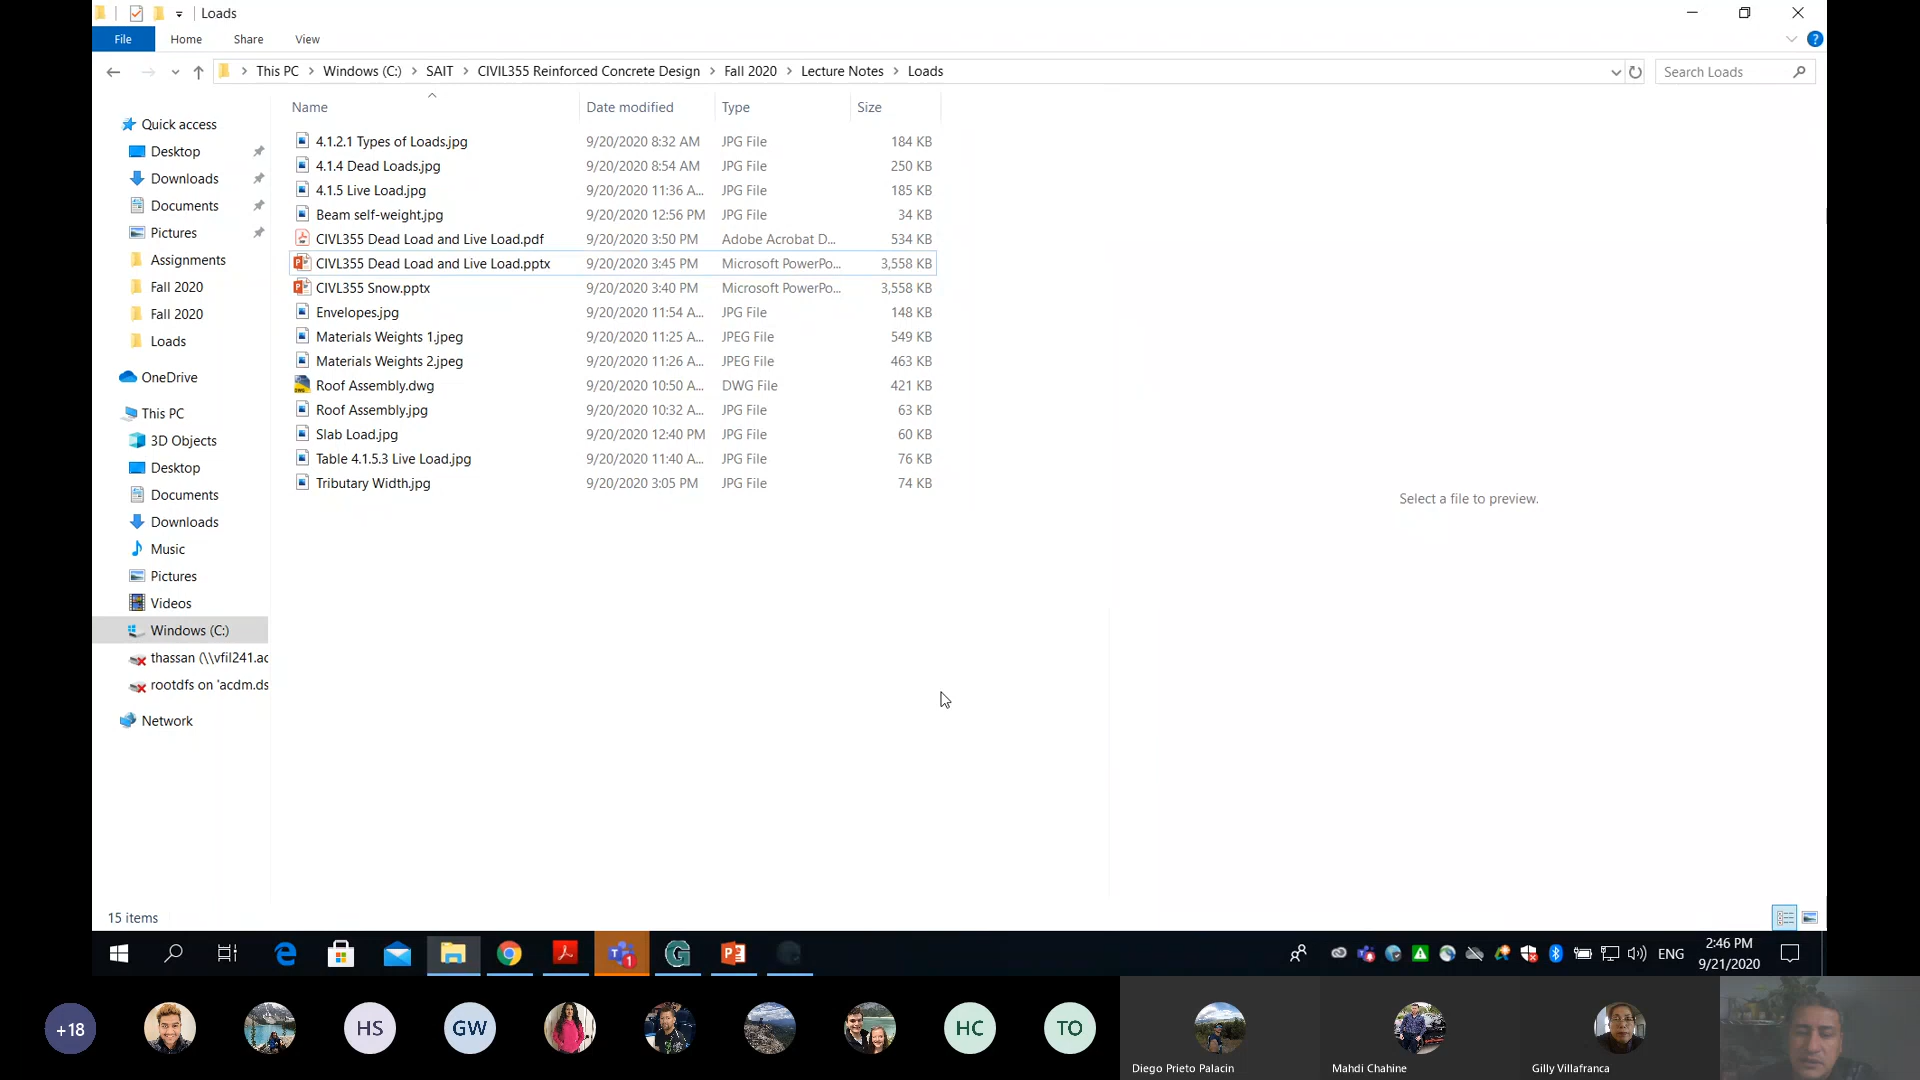 Loads
File Home Share View
This PC Windows (C:) SAIT CIVIL355 Reinforced Concrete Design Fall 2020 Lecture Notes Loads Search Loads
Name Date modified Type Size
4.1.2.1 Types of Loads.jpg 9/20/2020 8:32 AM JPG File 184 KB
4.1.4 Dead Loads.jpg 9/20/2020 8:54 AM JPG File 250 KB
4.1.5 Live Load.jpg 9/20/2020 11:36 A... JPG File 185 KB
Beam self-weight.jpg 9/20/2020 12:56 PM JPG File 34 KB
CIVL355 Dead Load and Live Load.pdf 9/20/2020 3:50 PM Adobe Acrobat D... 534 KB
CIVL355 Dead Load and Live Load.pptx 9/20/2020 3:45 PM Microsoft PowerPo... 3,558 KB
CIVL355 Snow.pptx 9/20/2020 3:40 PM Microsoft PowerPo... 3,558 KB
Envelopes.jpg 9/20/2020 11:54 A... JPG File 148 KB
Materials Weights 1.jpeg 9/20/2020 11:25 A... JPEG File 549 KB
Materials Weights 2.jpeg 9/20/2020 11:26 A... JPEG File 463 KB
Roof Assembly.dwg 9/20/2020 10:50 A... DWG File 421 KB
Roof Assembly.jpg 9/20/2020 10:32 A... JPG File 63 KB
Slab Load.jpg 9/20/2020 12:40 PM JPG File 60 KB
Table 4.1.5.3 Live Load.jpg 9/20/2020 11:40 A... JPG File 76 KB
Tributary Width.jpg 9/20/2020 3:05 PM JPG File 74 KB
Quick access
Desktop
Downloads
Documents
Pictures
Assignments
Fall 2020
Fall 2020
Loads
OneDrive
This PC
3D Objects
Desktop
Documents
Downloads
Music
Pictures
Videos
Windows (C:)
thassan (\\vfil241.ac
rootdfs on 'acdm.ds
Network
Select a file to preview.
15 items
ENG
2:46 PM
9/21/2020
+18
HS
GW
HC
TO
Diego Prieto Palacin
Mahdi Chahine
Gilly Villafranca